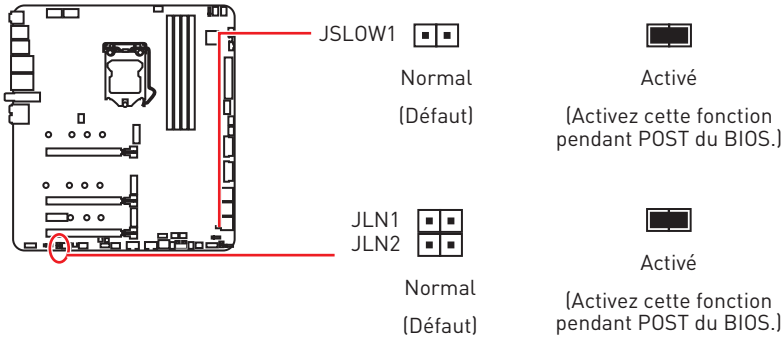 JSLOW1
Normal
(Défaut)
Activé
(Activez cette fonction
pendant POST du BIOS.)
JLN1
JLN2
Normal
(Défaut)
Activé
(Activez cette fonction
pendant POST du BIOS.)